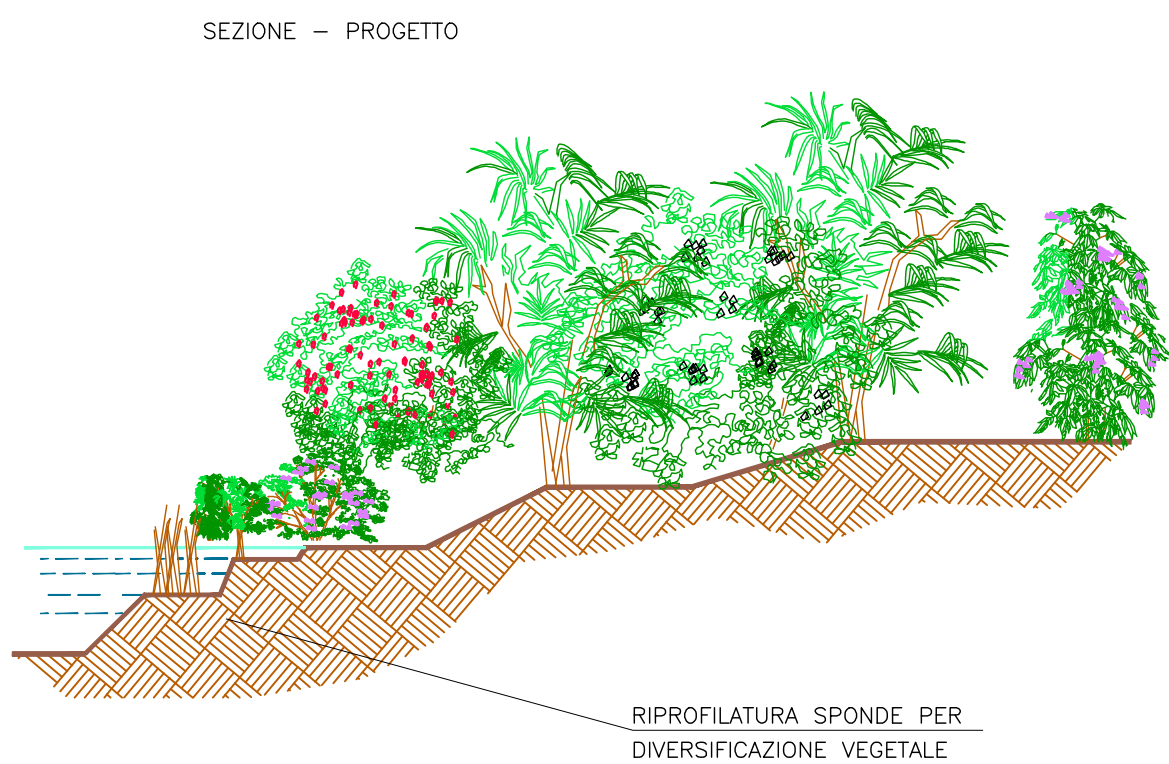 SEZIONE – PROGETTO
RIPROFILATURA SPONDE PER
DIVERSIFICAZIONE VEGETALE